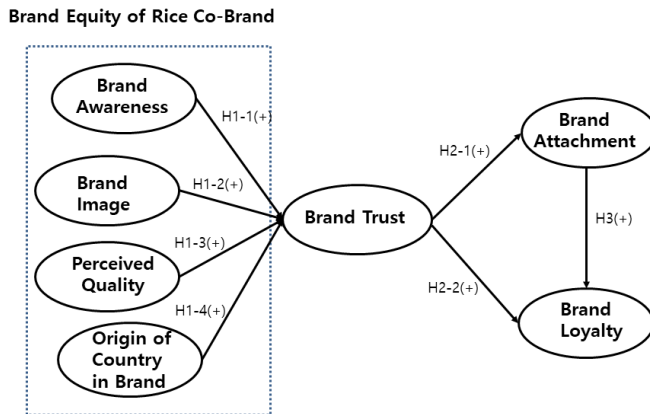 Brand Equity of Rice Co-Brand
Brand
Awareness
H1-1(+)
Brand
Image
H1-2(+)
Perceived
Quality
H1-3(+)
Origin of
Country
in Brand
H1-4(+)
Brand Trust
H2-1(+)
H2-2(+)
Brand
Attachment
H3(+)
Brand
Loyalty